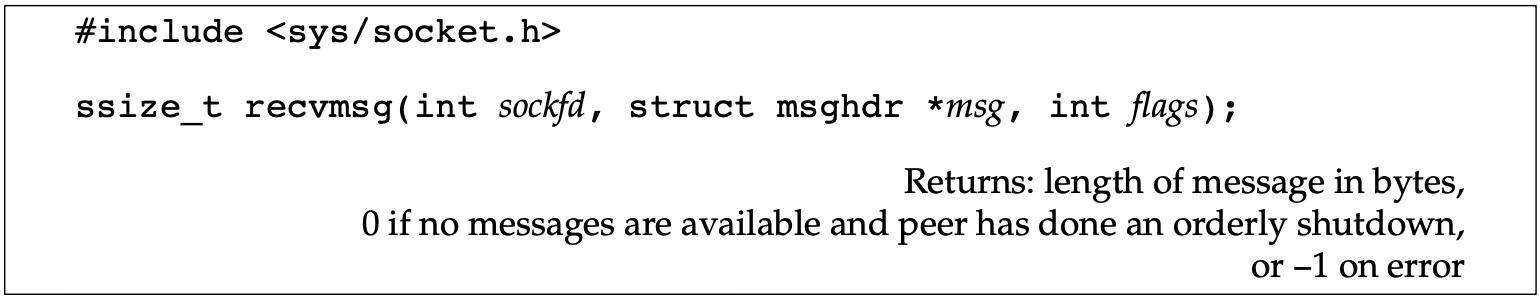 #include <sys/socket.h>
ssize_t recvmsg(int sockfd, struct msghdr *msg, int flags);
Returns: length of message in bytes,
0 if no messages are available and peer has done an orderly shutdown,
or –1 on error